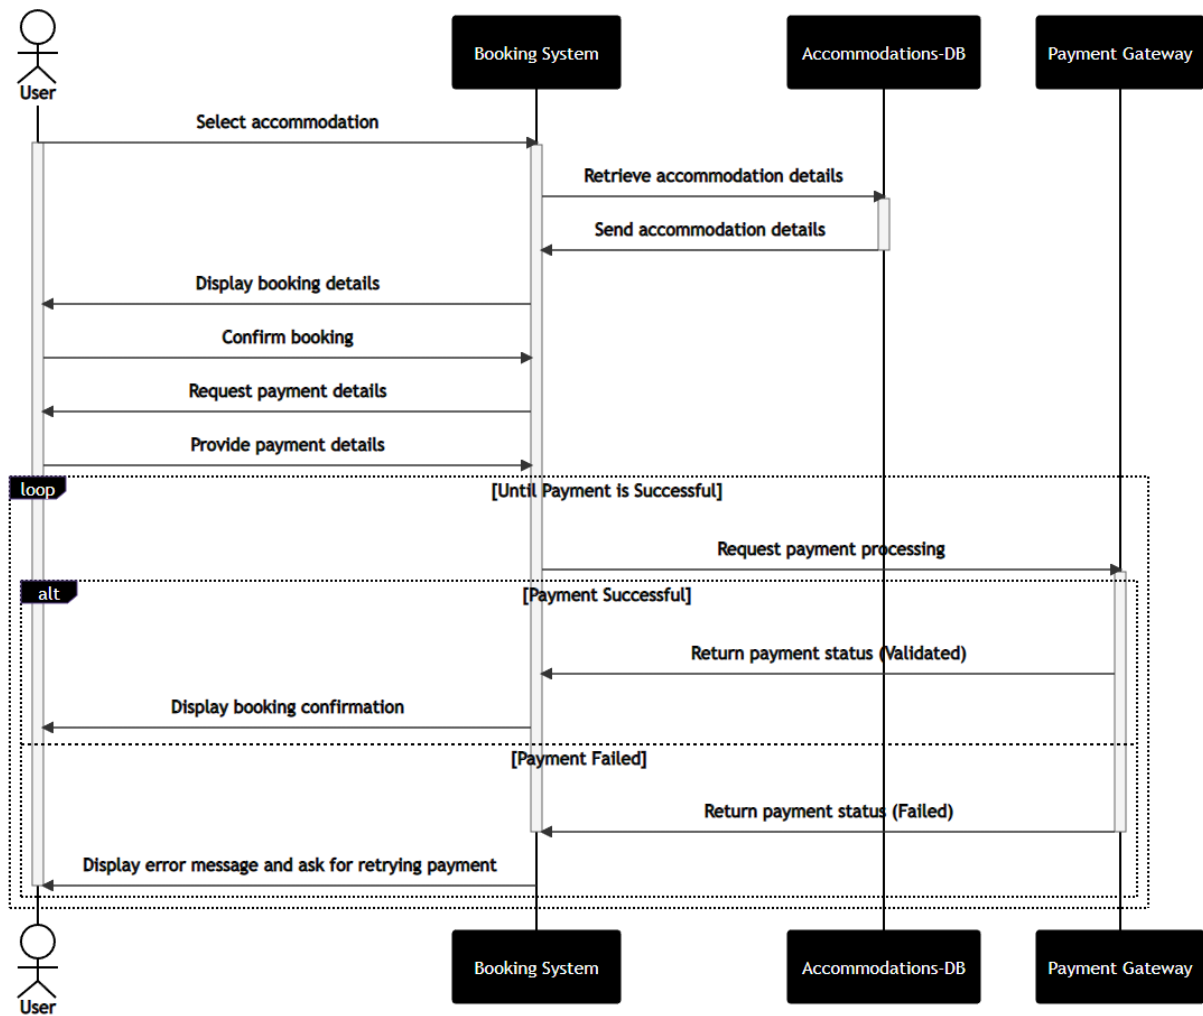 User
Booking System
Accommodations-DB
Payment Gateway
Select accommodation
Retrieve accommodation details
Send accommodation details
Display booking details
Confirm booking
Request payment details
Provide payment details
loop
[Until Payment is Successful]
Request payment processing
alt
[Payment Successful]
Return payment status (Validated)
Display booking confirmation
[Payment Failed]
Return payment status (Failed)
Display error message and ask for retrying payment
User
Booking System
Accommodations-DB
Payment Gateway